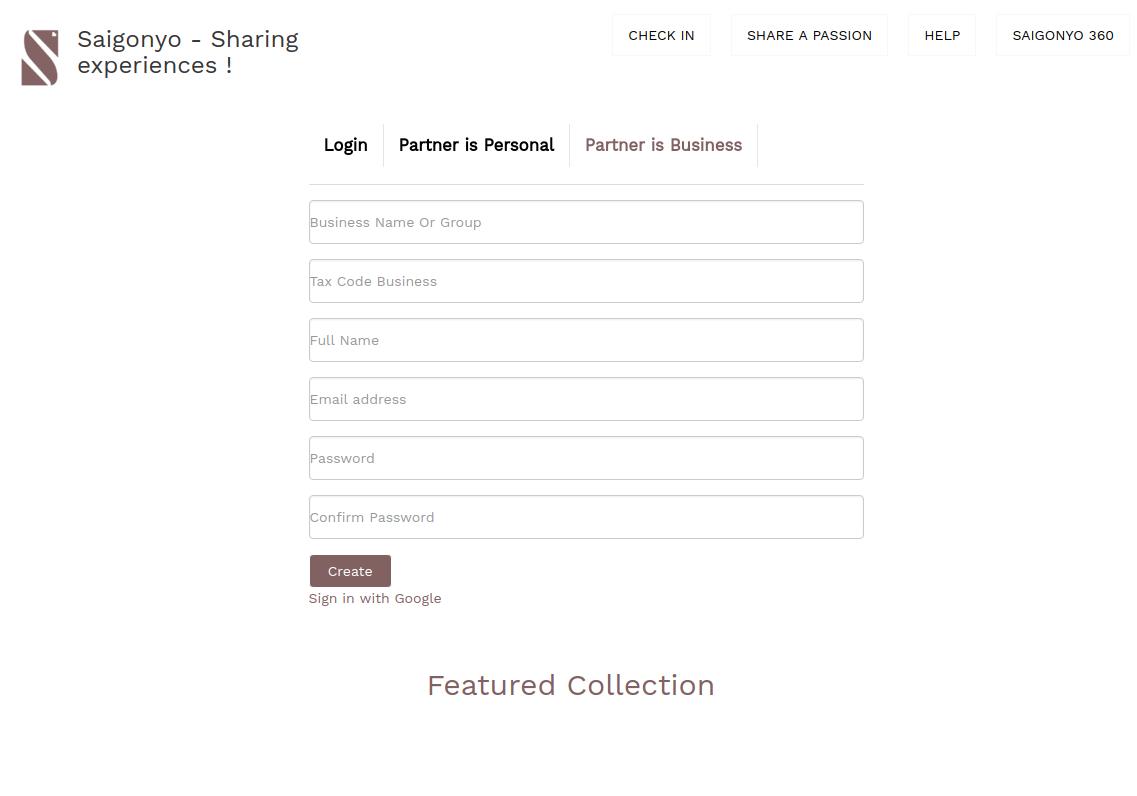 Saigonyo - Sharing
experiences !
CHECK IN
SHARE A PASSION
HELP
SAIGONYO 360
Login
Partner is Personal
Partner is Business
Business Name Or Group
Tax Code Business
Full Name
Email address
Password
Confirm Password
Create
Sign in with Google
Featured Collection